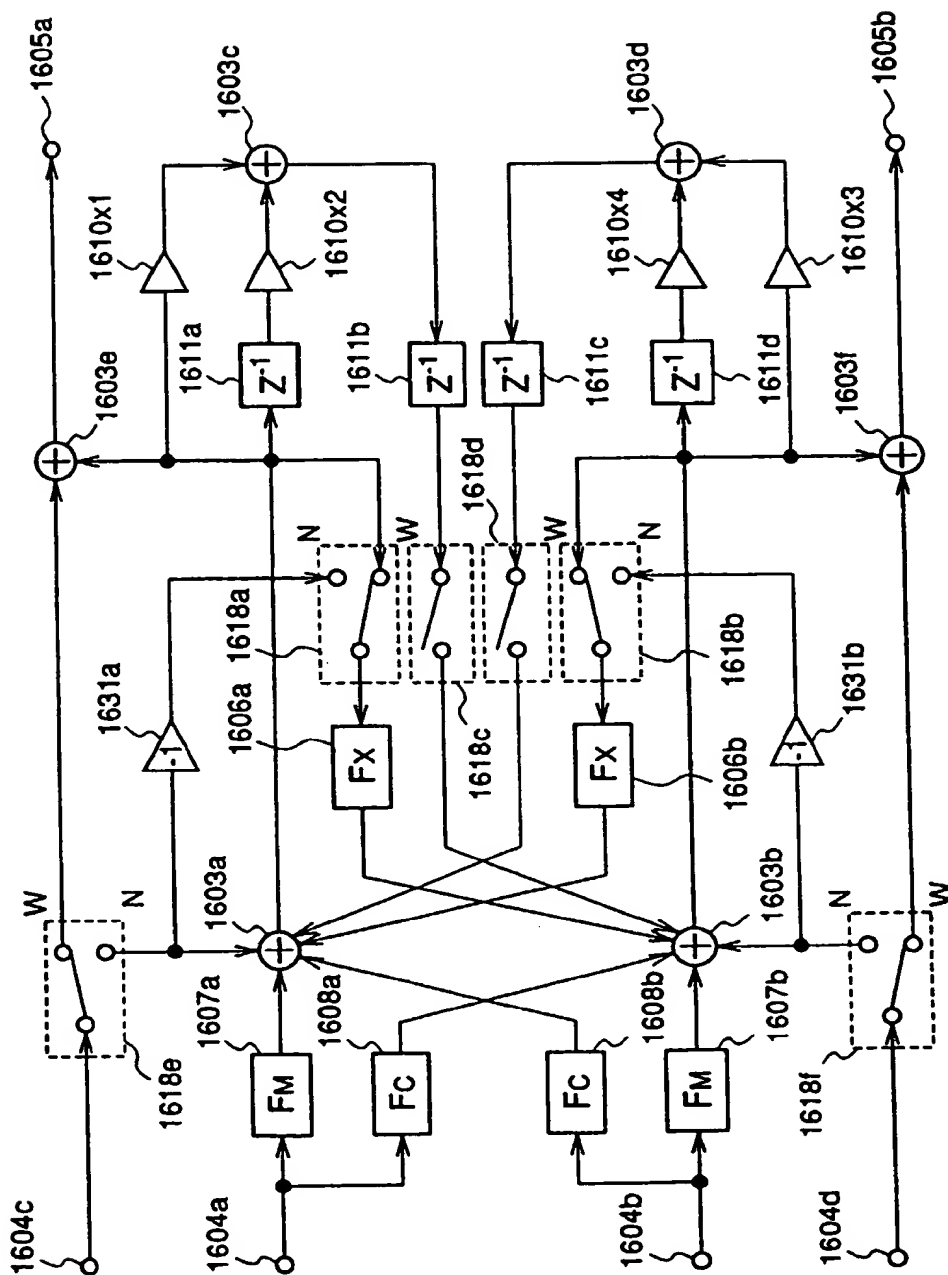 1604c
W
N
1618e
1631a
1603e
1605a
1610x1
1603c
1611a
1610x2
1604a
1607a
FM
1608a
FC
1603a
1606a
FX
1618a
N
W
1611b
Z-1
Z-1
1618c
1618d
1611c
Z-1
-1
1604b
1608b
FC
1607b
FM
1603b
1606b
FX
1618b
W
N
1611d
Z-1
1610x4
1603d
1610x3
1631b
-1
1604d
1618f
N
W
1603f
1605b